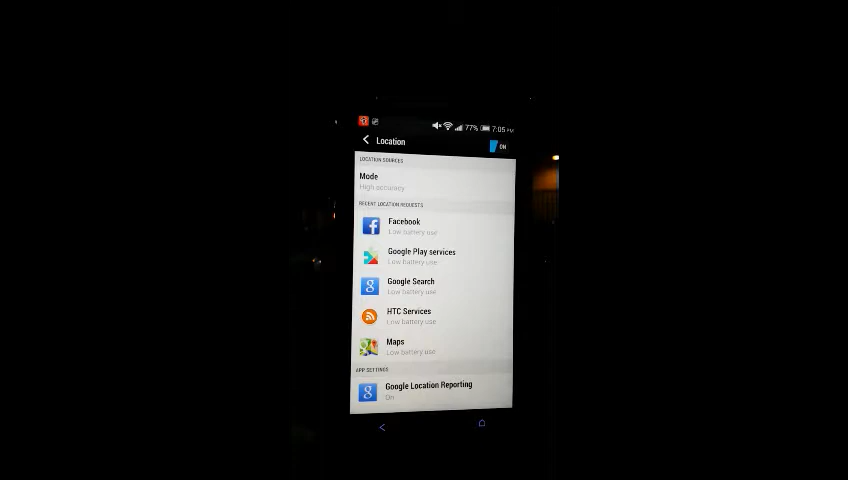 77% 7:05 PM
Location ON
LOCATION SOURCES
Mode
High accuracy
RECENT LOCATION REQUESTS
Facebook
Low battery use
Google Play services
Low battery use
Google Search
Low battery use
HTC Services
Low battery use
Maps
Low battery use
APP SETTINGS
Google Location Reporting
On